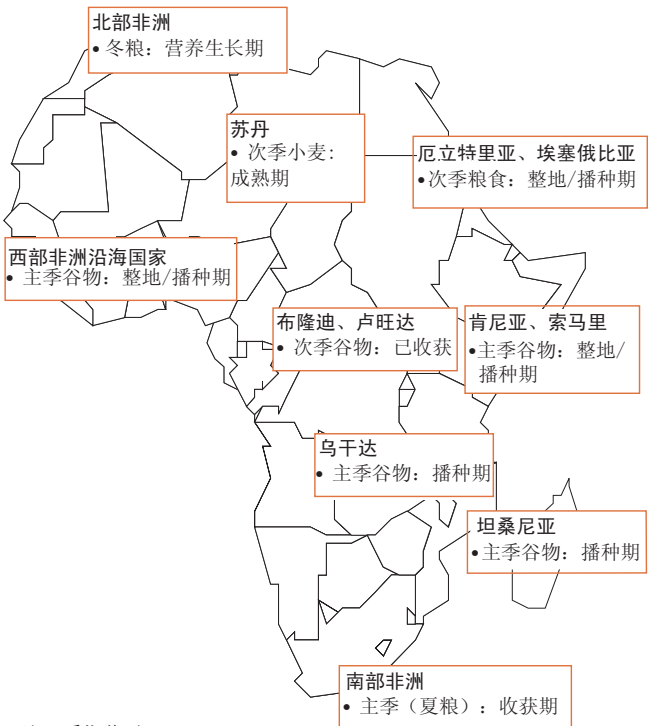 北部非洲
• 冬粮：营养生长期
苏丹
• 次季小麦：
成熟期
厄立特里亚、埃塞俄比亚
•次季粮食：整地/播种期
西部非洲沿海国家
• 主季谷物：整地/播种期
布隆迪、卢旺达
• 次季谷物：已收获
肯尼亚、索马里
•主季谷物：整地/
播种期
乌干达
• 主季谷物：播种期
坦桑尼亚
•主季谷物：播种期
南部非洲
• 主季（夏粮）：收获期